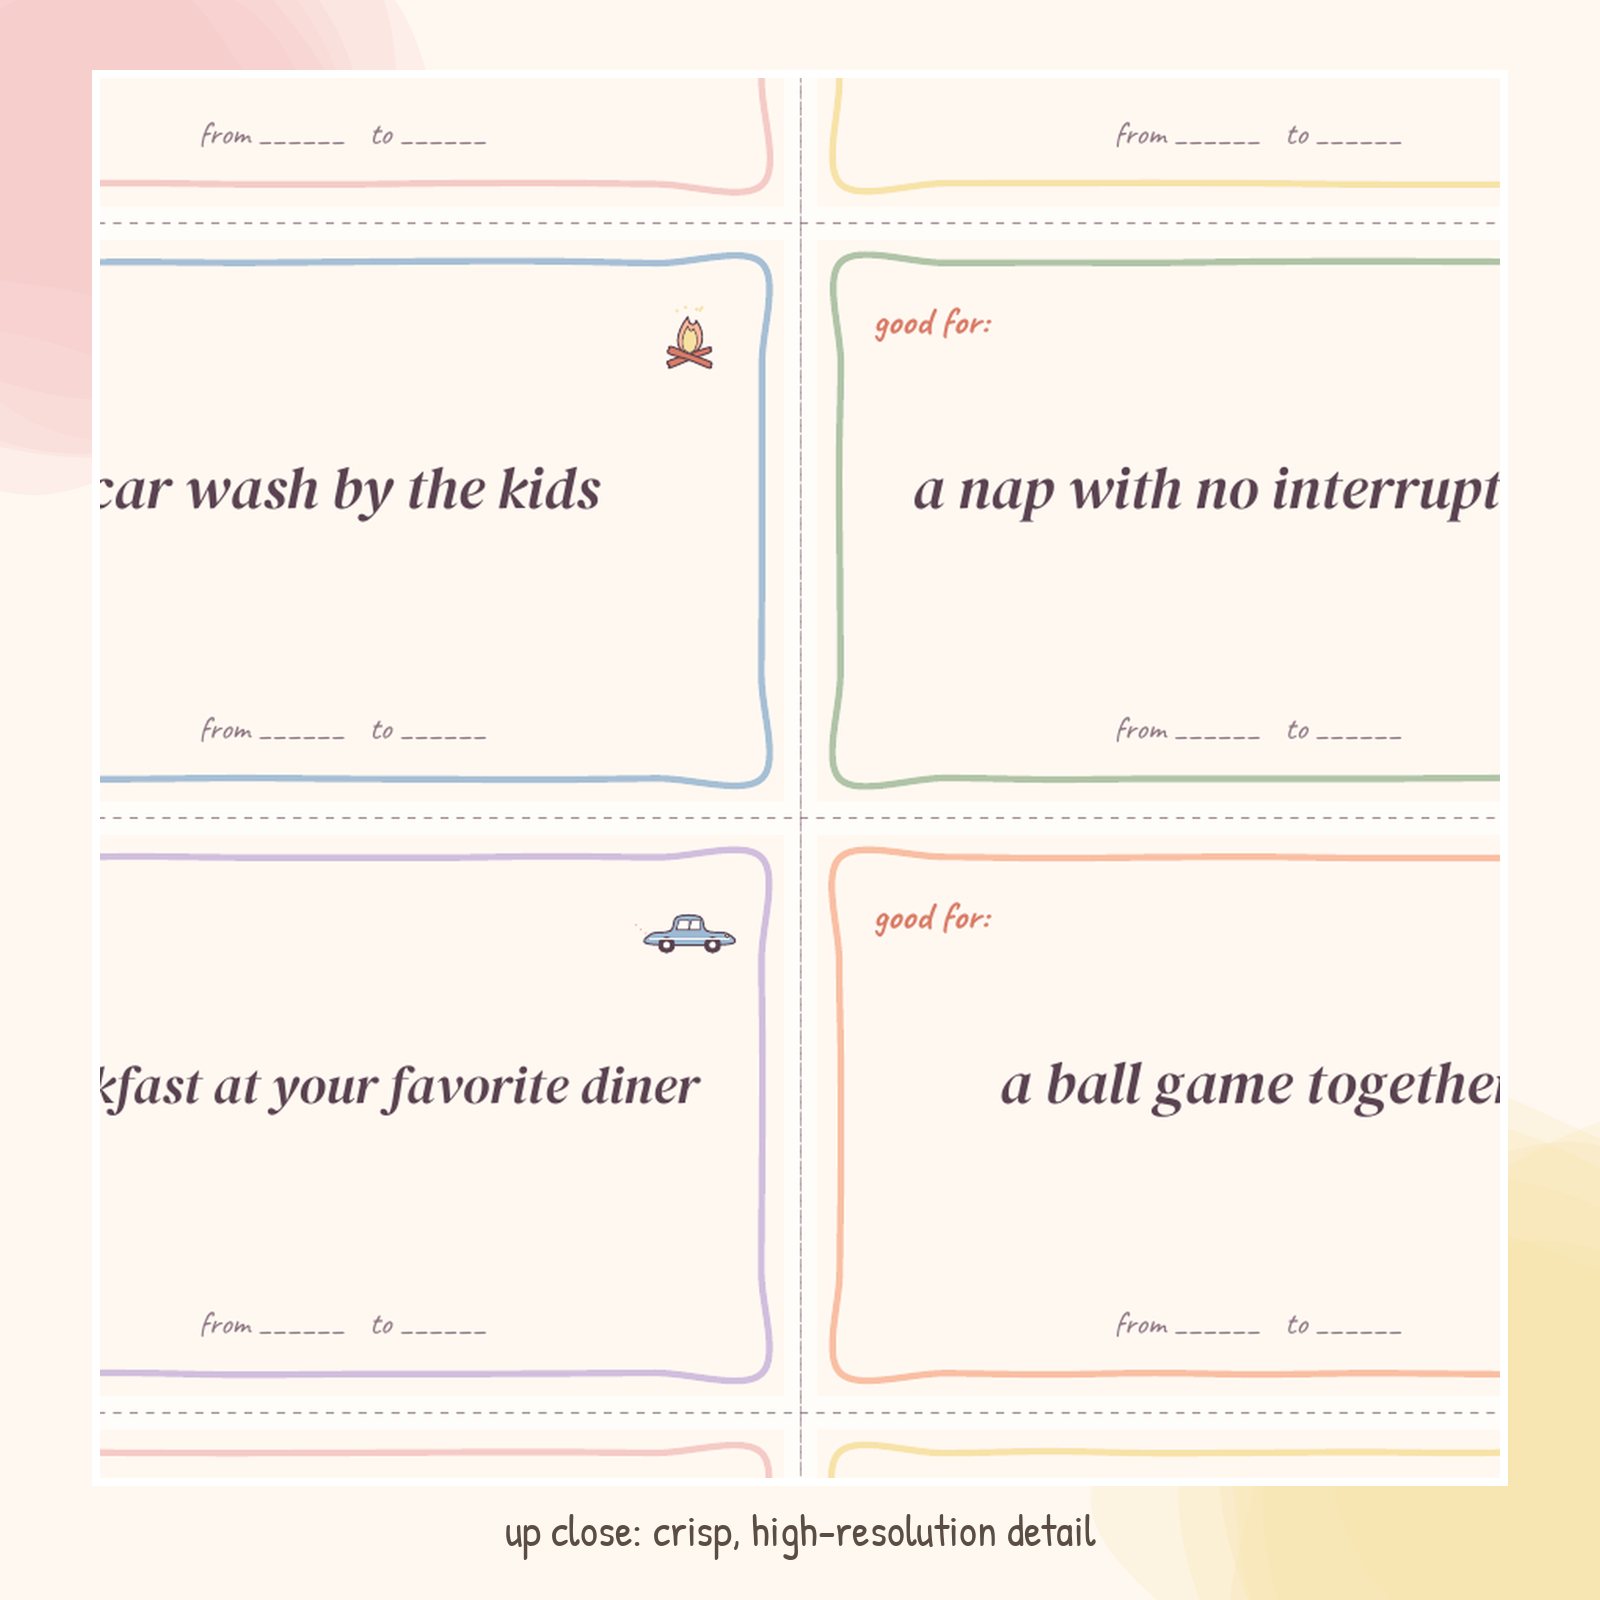 from ______ to ______
from ______ to ______
good for:
car wash by the kids
a nap with no interrupt
from ______ to ______
from ______ to ______
good for:
kfast at your favorite diner
a ball game together
from ______ to ______
from ______ to ______
up close: crisp, high-resolution detail